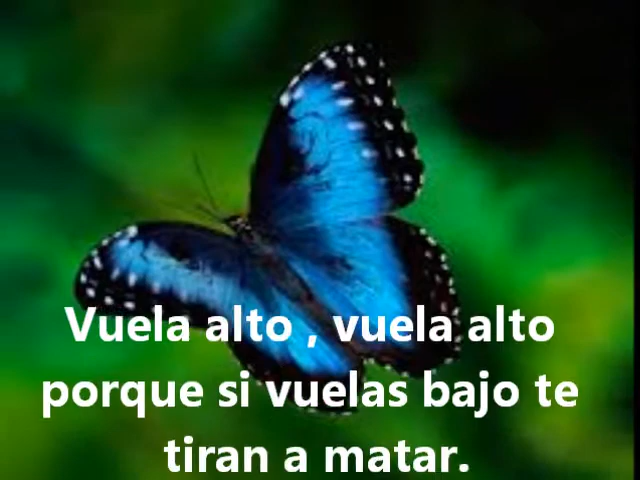 Vuela alto , vuela alto
porque si vuelas bajo te
tiran a matar.